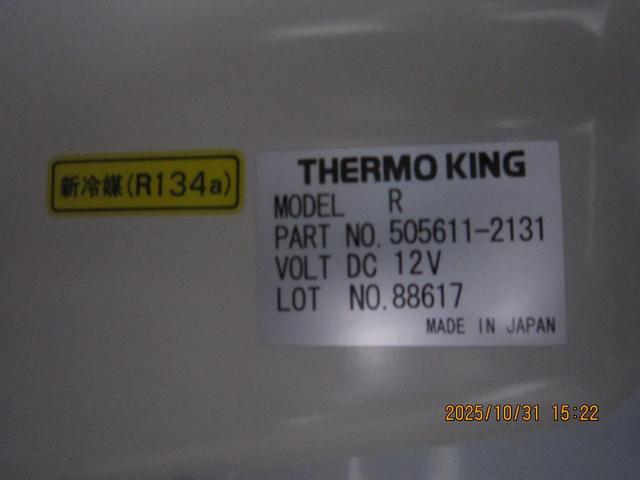 新冷媒(R134a)
THERMO KING
MODEL R
PART NO. 505611-2131
VOLT DC 12V
LOT NO. 88617
MADE IN JAPAN
2025/10/31 15:22